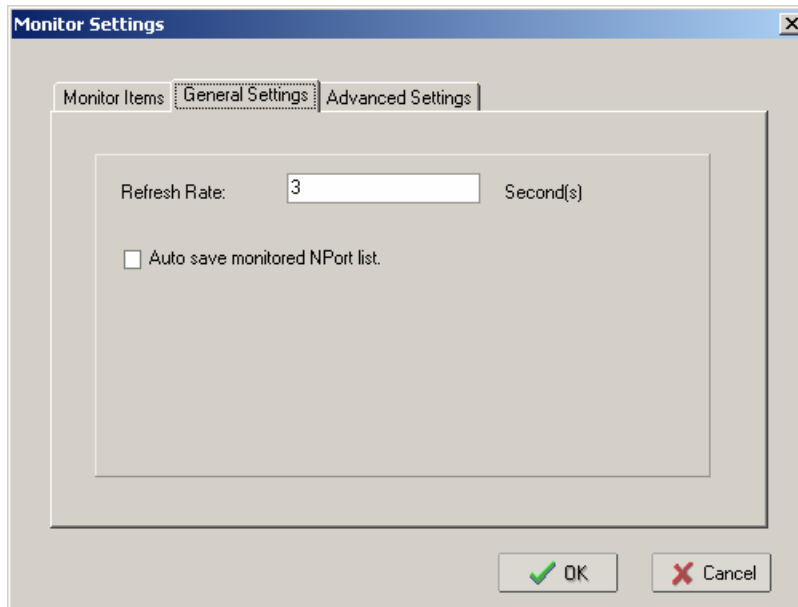 Monitor Settings
Monitor Items General Settings Advanced Settings
Refresh Rate: 3 Second(s)
Auto save monitored NPort list.
OK Cancel